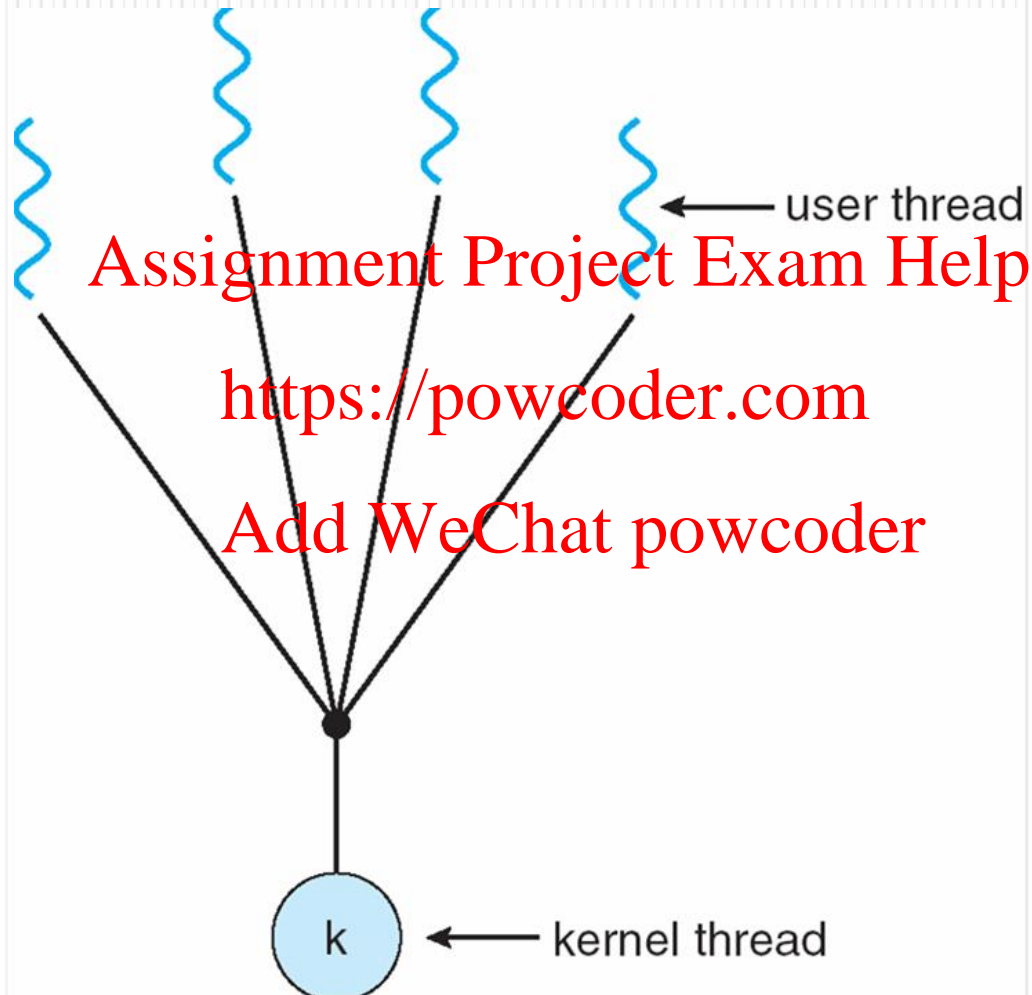 user thread
Assignment Project Exam Help
https://powcoder.com
Add WeChat powcoder
k
kernel thread